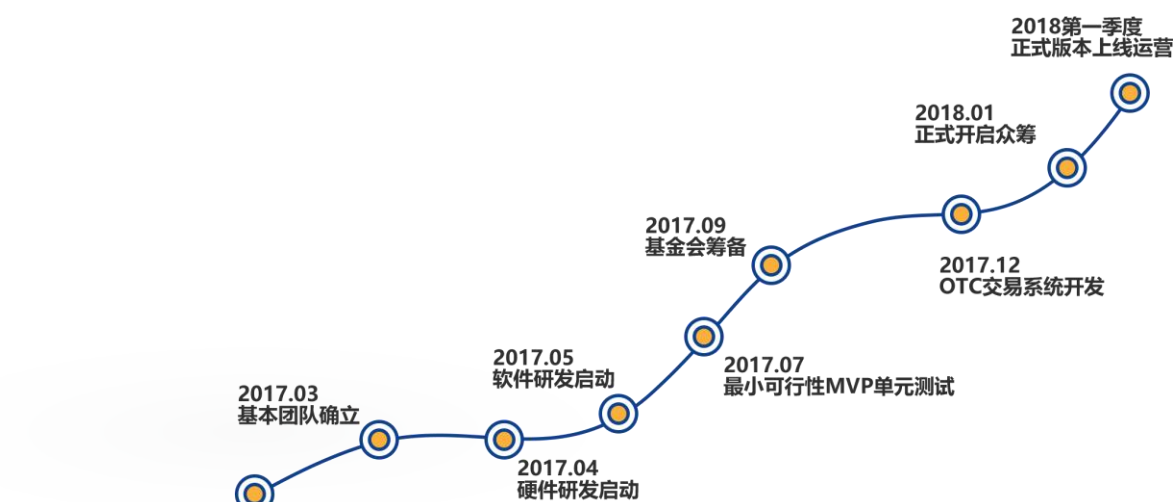 2018第一季度
正式版本上线运营
2018.01
正式开启众筹
2017.09
基金会筹备
2017.12
OTC交易系统开发
2017.05
软件研发启动
2017.07
最小可行性MVP单元测试
2017.03
基本团队确立
2017.04
硬件研发启动